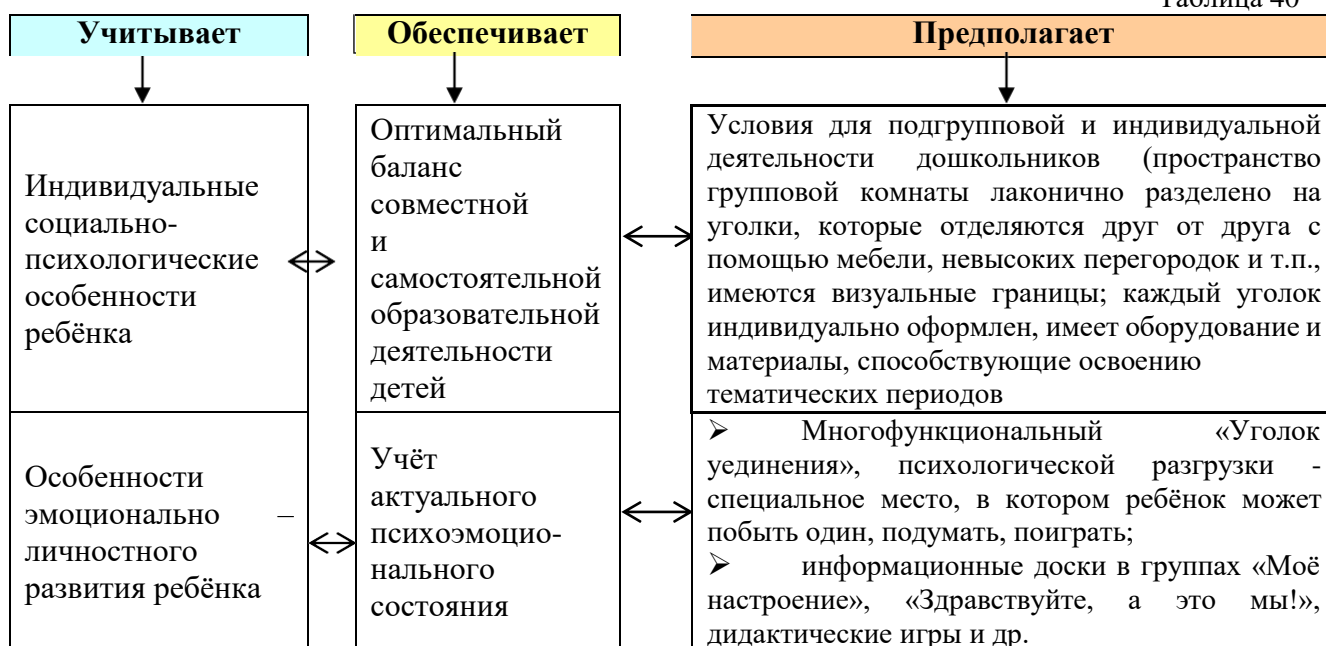 Таблица 40
Учитывает
Обеспечивает
Предполагает
Индивидуальные
социально-
психологические
особенности
ребёнка
Оптимальный
баланс
совместной
и
самостоятельной
образовательной
деятельности
детей
Условия для подгрупповой и индивидуальной
деятельности дошкольников (пространство
групповой комнаты лаконично разделено на
уголки, которые отделяются друг от друга с
помощью мебели, невысоких перегородок и т.п.,
имеются визуальные границы; каждый уголок
индивидуально оформлен, имеет оборудование и
материалы, способствующие освоению
тематических периодов
Особенности
эмоционально –
личностного
развития ребёнка
Учёт
актуального
психоэмоцио-
нального
состояния
➢ Многофункциональный «Уголок
уединения», психологической разгрузки -
специальное место, в котором ребёнок может
побыть один, подумать, поиграть;
➢ информационные доски в группах «Моё
настроение», «Здравствуйте, а это мы!»,
дидактические игры и др.